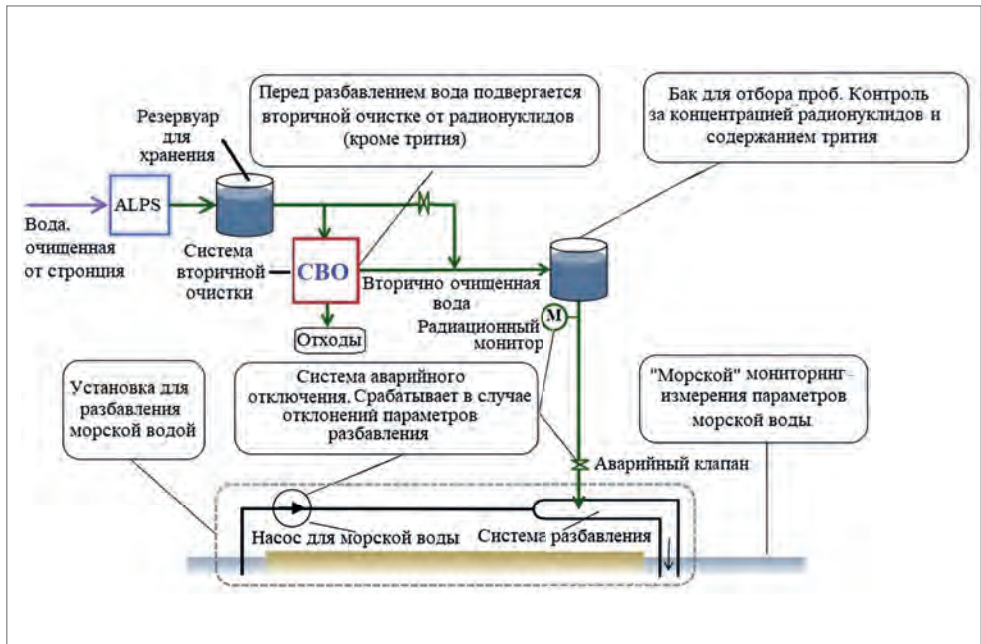 Перед разбавлением вода подвергается
вторичной очистке от радионуклидов
(кроме трития)
Бак для отбора проб. Контроль
за концентрацией радионуклидов и
содержанием трития
Резервуар
для
хранения
ALPS
Вода,
очищенная
от стронция
Система
вторичной
очистки
СВО
Вторично очищенная
вода
Отходы
М
Радиационный
монитор
Установка для
разбавления
морской водой
Система аварийного
отключения. Срабатывает в случае
отклонений параметров
разбавления
"Морской" мониторинг-
измерения параметров
морской воды
Аварийный клапан
Насос для морской воды
Система разбавления